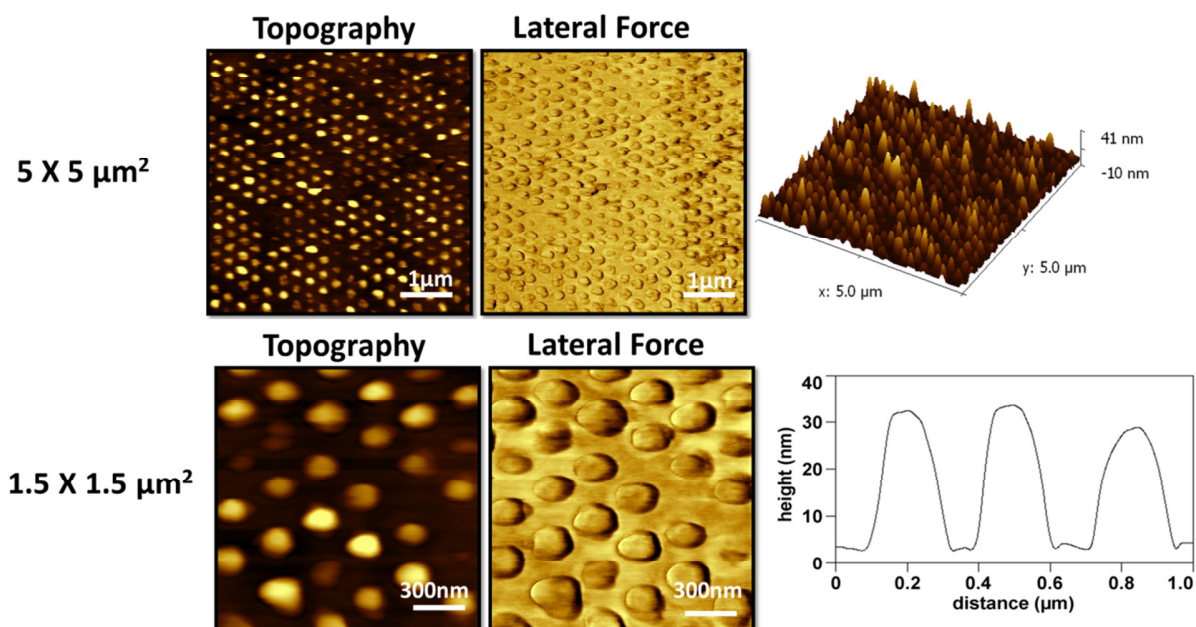 Topography
Lateral Force
5 X 5 µm²
1µm
1µm
41 nm
-10 nm
x: 5.0 µm
y: 5.0 µm
Topography
Lateral Force
1.5 X 1.5 µm²
300nm
300nm
40
30
20
10
0
height (nm)
0 0.2 0.4 0.6 0.8 1.0
distance (µm)